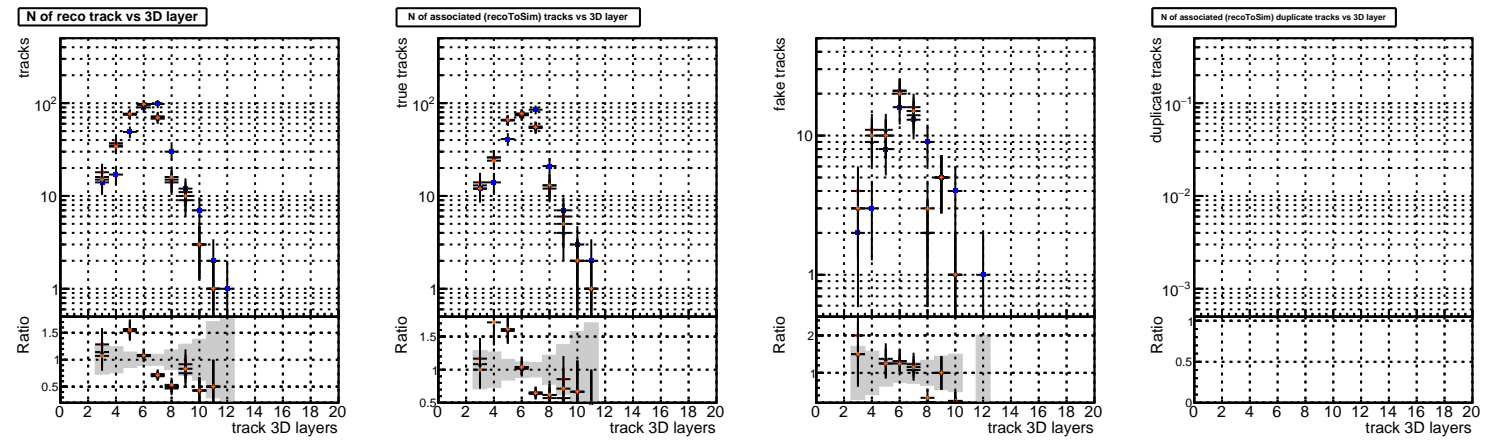 N of reco track vs 3D layer
tracks
10²
10
1
Ratio
1.5
1
0.5
0 2 4 6 8 10 12 14 16 18 20
track 3D layers
N of associated (recoToSim) tracks vs 3D layer
true tracks
10²
10
1
Ratio
1.5
1
0.5
0 2 4 6 8 10 12 14 16 18 20
track 3D layers
fake tracks
10
1
Ratio
2
1
0 2 4 6 8 10 12 14 16 18 20
track 3D layers
N of associated (recoToSim) duplicate tracks vs 3D layer
duplicate tracks
10⁻¹
10⁻²
10⁻³
Ratio
1
0.5
0
0 2 4 6 8 10 12 14 16 18 20
track 3D layers